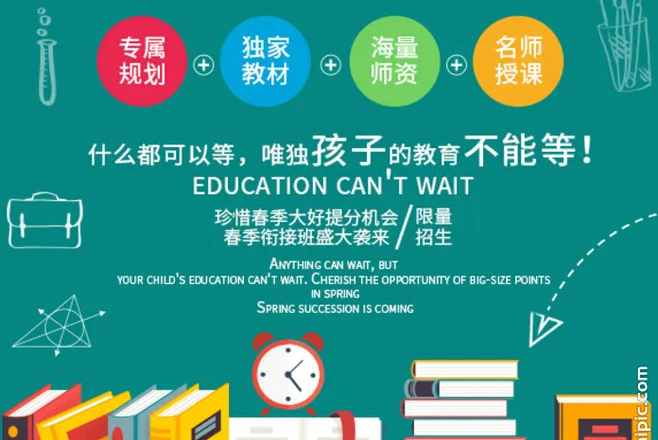 专属 独家 海量 名师
规划 教材 师资 授课
什么都可以等，唯独孩子的教育不能等！
EDUCATION CAN'T WAIT
珍惜春季大好提分机会 / 限量
春季衔接班盛大袭来 招生
ANYTHING CAN WAIT, BUT
YOUR CHILD'S EDUCATION CAN'T WAIT. CHERISH THE OPPORTUNITY OF BIG-SIZE POINTS
IN SPRING
SPRING SUCCESSION IS COMING